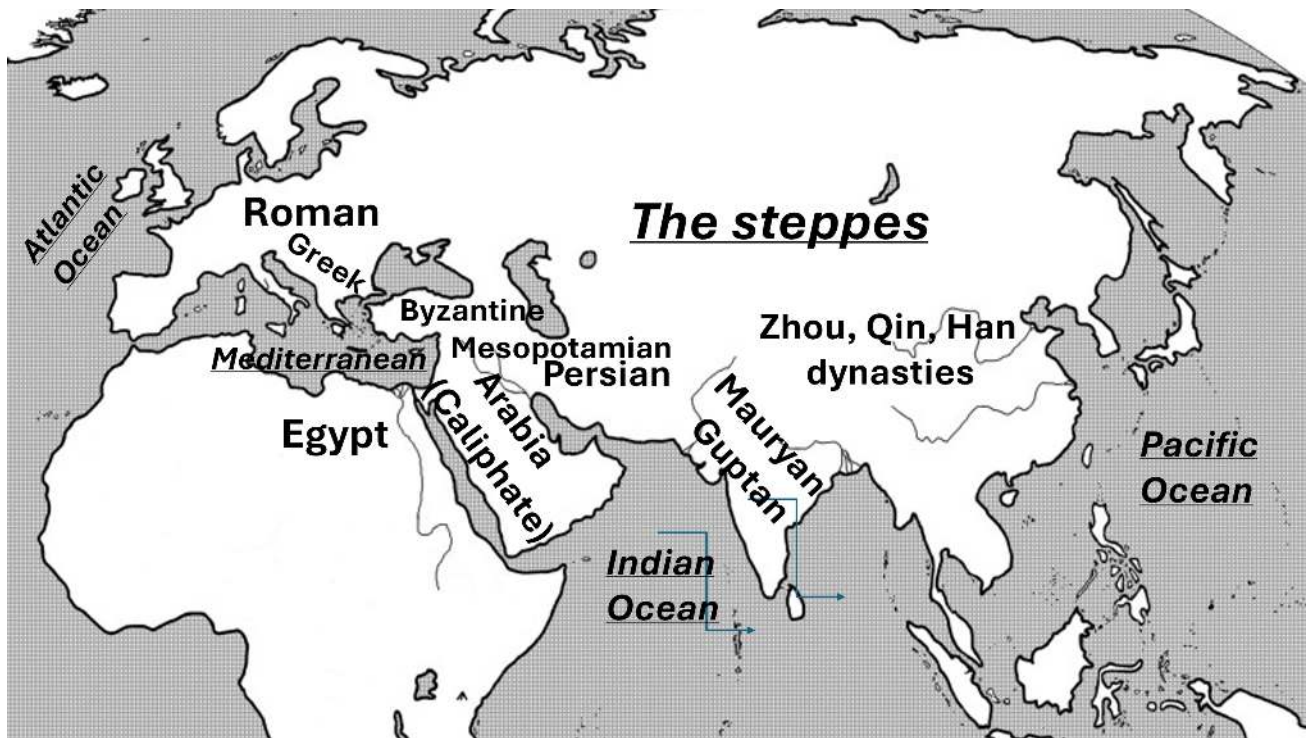 Atlantic
Ocean
Roman
Greek
The steppes
Byzantine
Mesopotamian
Persian
Mediterranean
Zhou, Qin, Han
dynasties
Egypt
Arabia
(Caliphate)
Mauryan
Guptan
Pacific
Ocean
Indian
Ocean